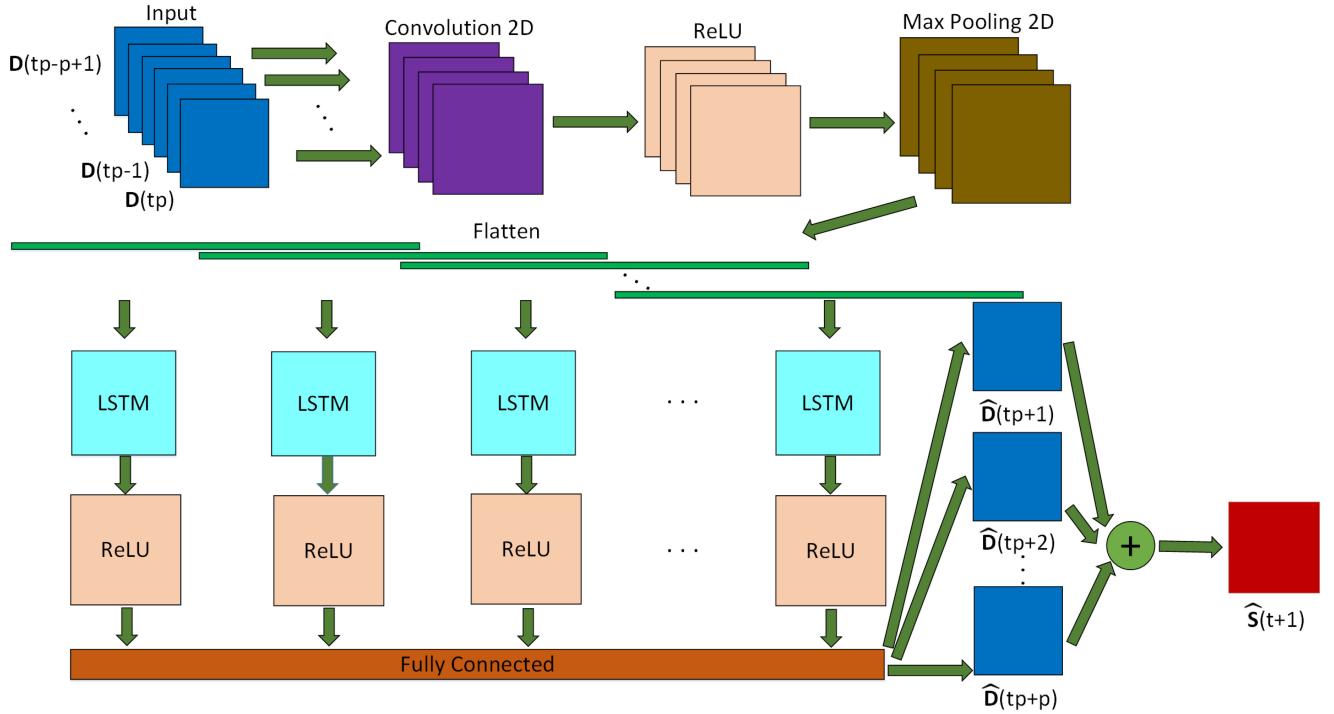 Input
Convolution 2D
ReLU
Max Pooling 2D
D(tp-p+1)
. . .
. . .
D(tp-1)
D(tp)
Flatten
. . .
LSTM
LSTM
LSTM
. . .
LSTM
D̂(tp+1)
ReLU
ReLU
ReLU
. . .
ReLU
D̂(tp+2)
. . .
+
Ŝ(t+1)
Fully Connected
D̂(tp+p)